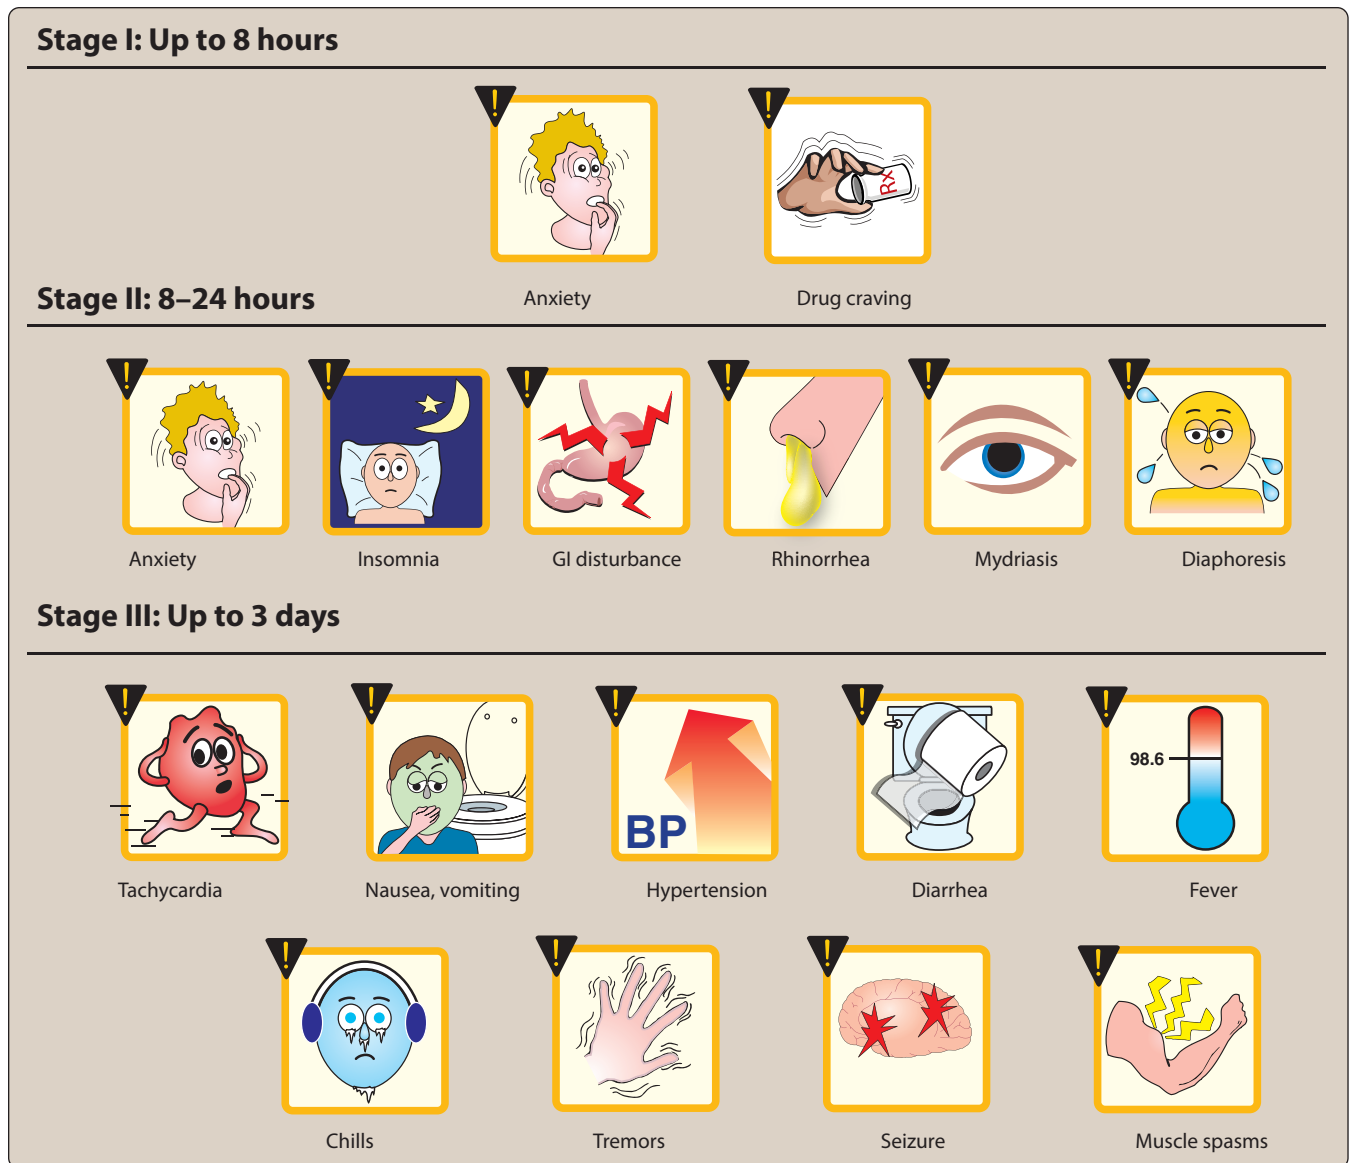 Stage I: Up to 8 hours
! !
Rx
Anxiety Drug craving
Stage II: 8–24 hours
! ! ! ! ! !
Anxiety Insomnia GI disturbance Rhinorrhea Mydriasis Diaphoresis
Stage III: Up to 3 days
! ! ! ! !
98.6
BP
Tachycardia Nausea, vomiting Hypertension Diarrhea Fever
! ! ! !
Chills Tremors Seizure Muscle spasms